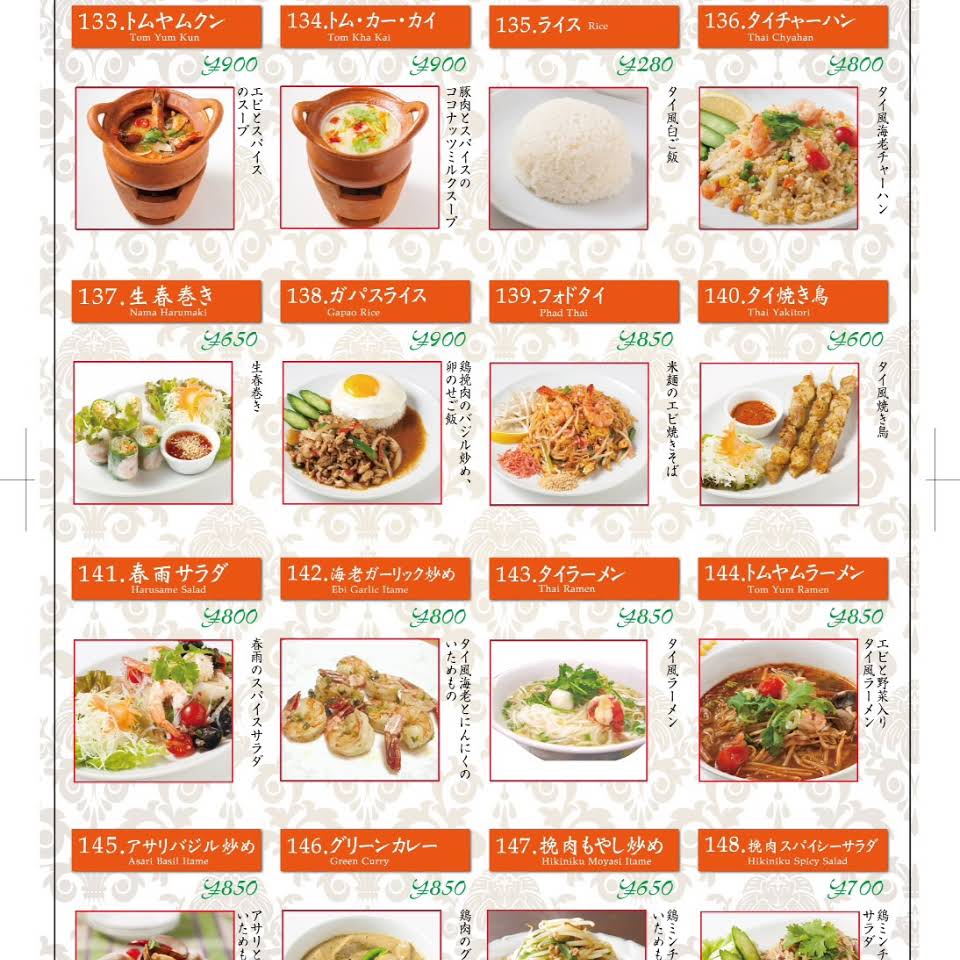 133.トムヤムクン
Tom Yum Kun
¥900
エビとスパイス
のスープ
134.トム・カー・カイ
Tom Kha Kai
¥900
豚肉とスパイスの
ココナッツミルクスープ
135.ライス Rice
¥280
タイ風白ご飯
136.タイチャーハン
Thai Chyahan
¥800
タイ風海老チャーハン
137.生春巻き
Nama Harumaki
¥650
生春巻き
138.ガパスライス
Gapao Rice
¥900
鶏挽肉のバジル炒め、
卵のせご飯
139.フォドタイ
Phad Thai
¥850
米麺のエビ焼きそば
140.タイ焼き鳥
Thai Yakitori
¥600
タイ風焼き鳥
141.春雨サラダ
Harusame Salad
¥800
春雨のスパイスサラダ
142.海老ガーリック炒め
Ebi Garlic Itame
¥800
タイ風海老とにんにくの
いためもの
143.タイラーメン
Thai Ramen
¥850
タイ風ラーメン
144.トムヤムラーメン
Tom Yum Ramen
¥850
エビと野菜入り
タイ風ラーメン
145.アサリバジル炒め
Asari Basil Itame
¥850
アサリと
いため
146.グリーンカレー
Green Curry
¥850
鶏肉のグ
147.挽肉もやし炒め
Hikiniku Moyasi Itame
¥650
鶏ミンチ
いためも
148.挽肉スパイシーサラダ
Hikiniku Spicy Salad
¥700
鶏ミンチ
サラダ